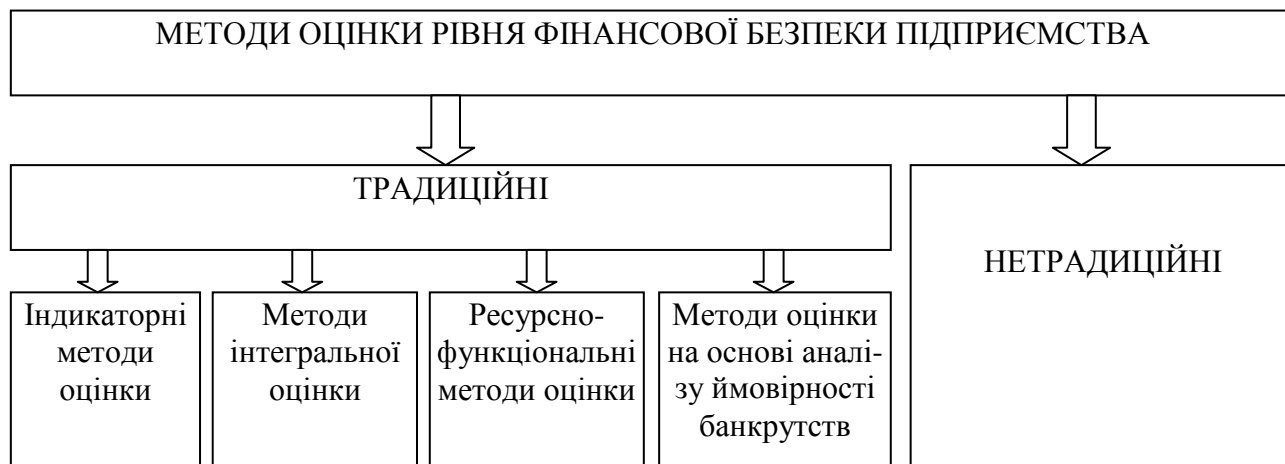 МЕТОДИ ОЦІНКИ РІВНЯ ФІНАНСОВОЇ БЕЗПЕКИ ПІДПРИЄМСТВА
ТРАДИЦІЙНІ
НЕТРАДИЦІЙНІ
Індикаторні
методи
оцінки
Методи
інтегральної
оцінки
Ресурсно-
функціональні
методи оцінки
Методи оцінки
на основі аналі-
зу ймовірності
банкрутств